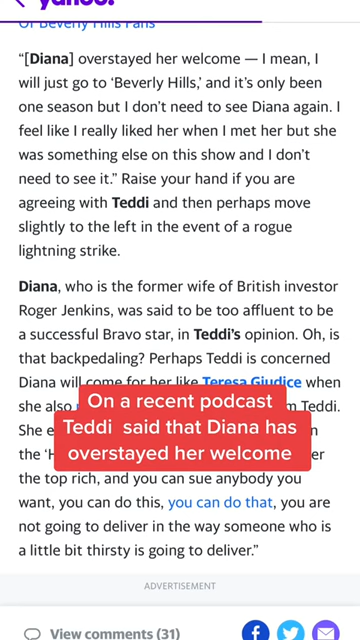 yahoo!
Of Beverly Hills Fans
“[Diana] overstayed her welcome — I mean, I
will just go to ‘Beverly Hills,’ and it’s only been
one season but I don’t need to see Diana again. I
feel like I really liked her when I met her but she
was something else on this show and I don’t
need to see it.” Raise your hand if you are
agreeing with Teddi and then perhaps move
slightly to the left in the event of a rogue
lightning strike.
Diana, who is the former wife of British investor
Roger Jenkins, was said to be too affluent to be
a successful Bravo star, in Teddi’s opinion. Oh, is
that backpedaling? Perhaps Teddi is concerned
Diana will come for her like Teresa Giudice when
she also Teddi.
On a recent podcast
Teddi said that Diana has
overstayed her welcome
She
the
the top rich, and you can sue anybody you
want, you can do this, you can do that, you are
not going to deliver in the way someone who is
a little bit thirsty is going to deliver.”
ADVERTISEMENT
View comments (31)